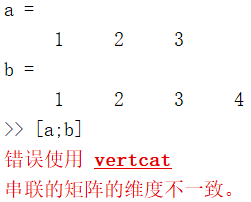 a =
1 2 3
b =
1 2 3 4
>> [a;b]
错误使用 vertcat
串联的矩阵的维度不一致。